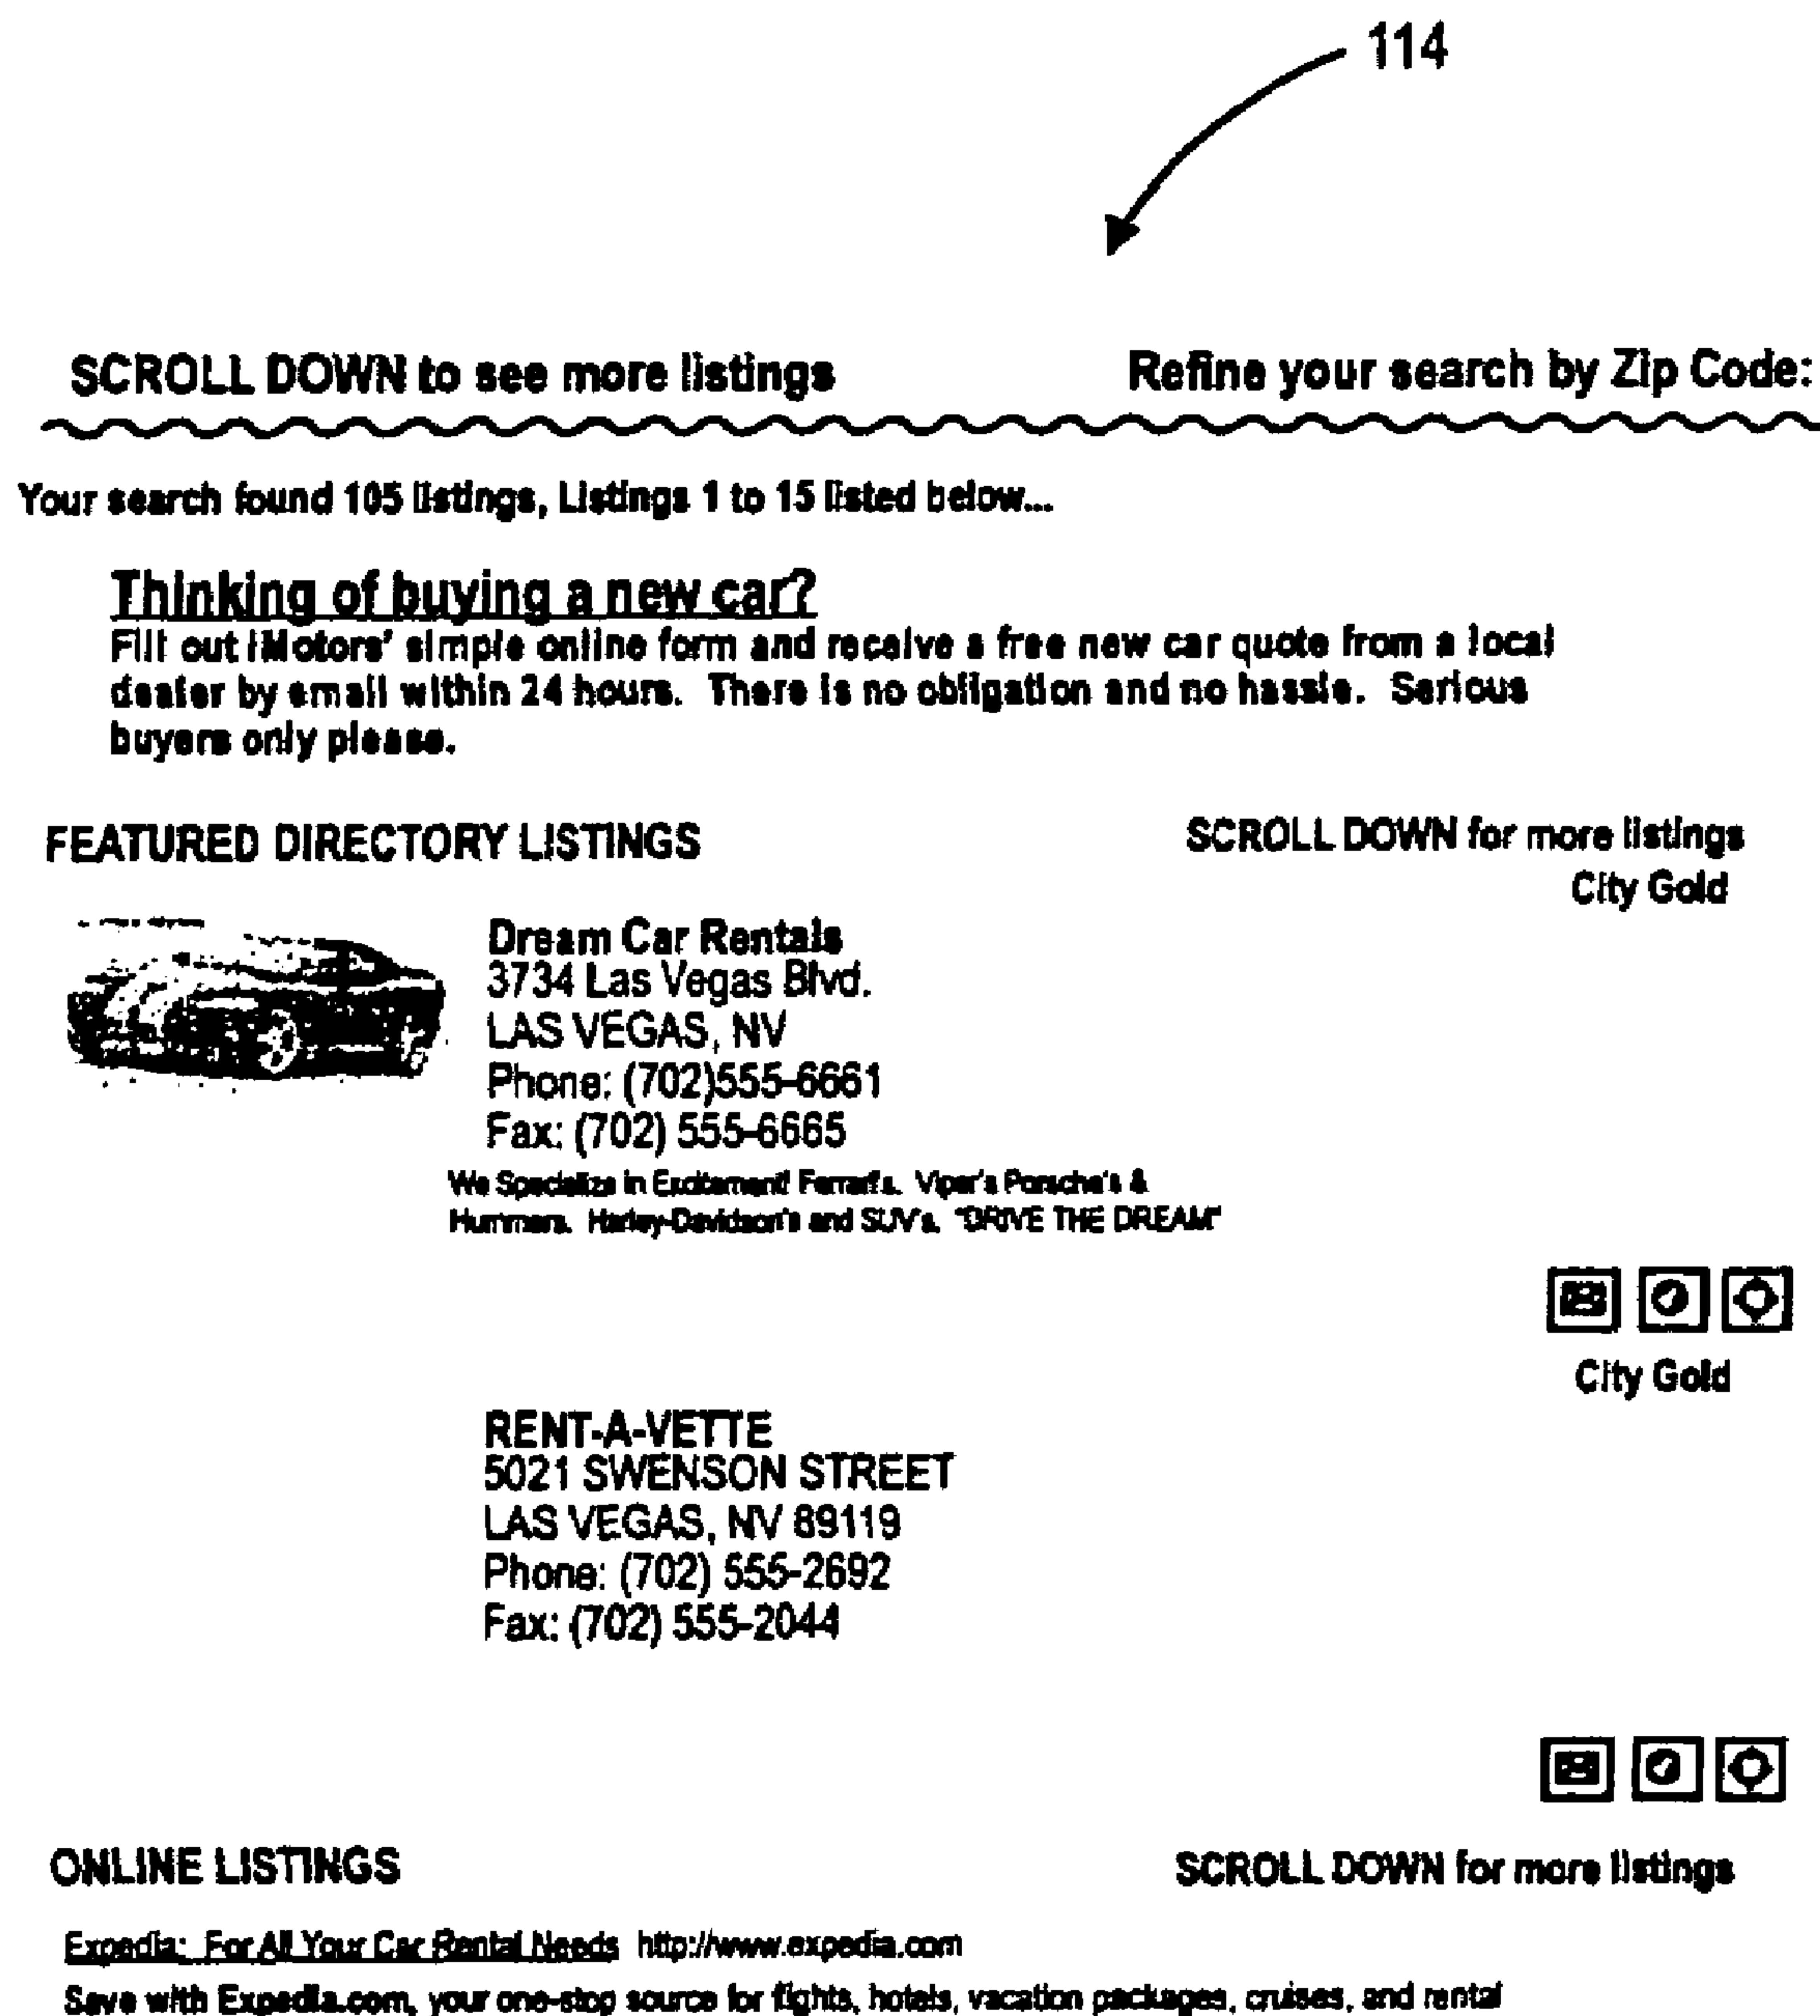 114
SCROLL DOWN to see more listings Refine your search by Zip Code:
Your search found 105 listings, Listings 1 to 15 listed below...
Thinking of buying a new car?
Fill out iMotors' simple online form and receive a free new car quote from a local
dealer by email within 24 hours. There is no obligation and no hassle. Serious
buyers only please.
FEATURED DIRECTORY LISTINGS SCROLL DOWN for more listings
City Gold
Dream Car Rentals
3734 Las Vegas Blvd.
LAS VEGAS, NV
Phone: (702)555-6661
Fax: (702) 555-6665
We Specialize in Excitement! Ferrari's. Viper's Porsche's &
Hummers. Harley-Davidson's and SUV's. "DRIVE THE DREAM"
City Gold
RENT-A-VETTE
5021 SWENSON STREET
LAS VEGAS, NV 89119
Phone: (702) 555-2692
Fax: (702) 555-2044
ONLINE LISTINGS SCROLL DOWN for more listings
Expedia: For All Your Car Rental Needs http://www.expedia.com
Save with Expedia.com, your one-stop source for flights, hotels, vacation packages, cruises, and rental